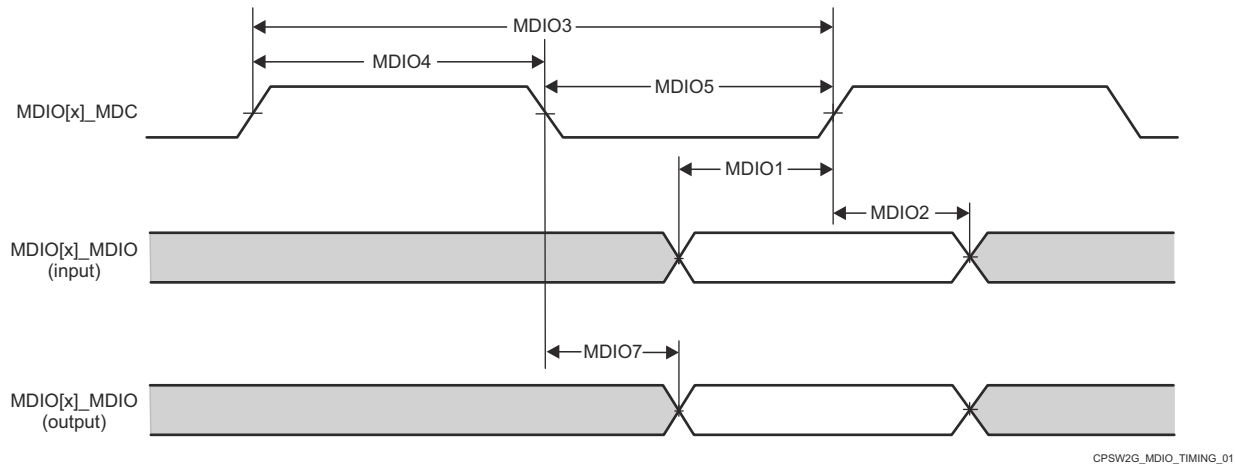 MDIO3
MDIO4
MDIO5
MDIO[x]_MDC
MDIO1
MDIO2
MDIO[x]_MDIO
(input)
MDIO7
MDIO[x]_MDIO
(output)
CPSW2G_MDIO_TIMING_01